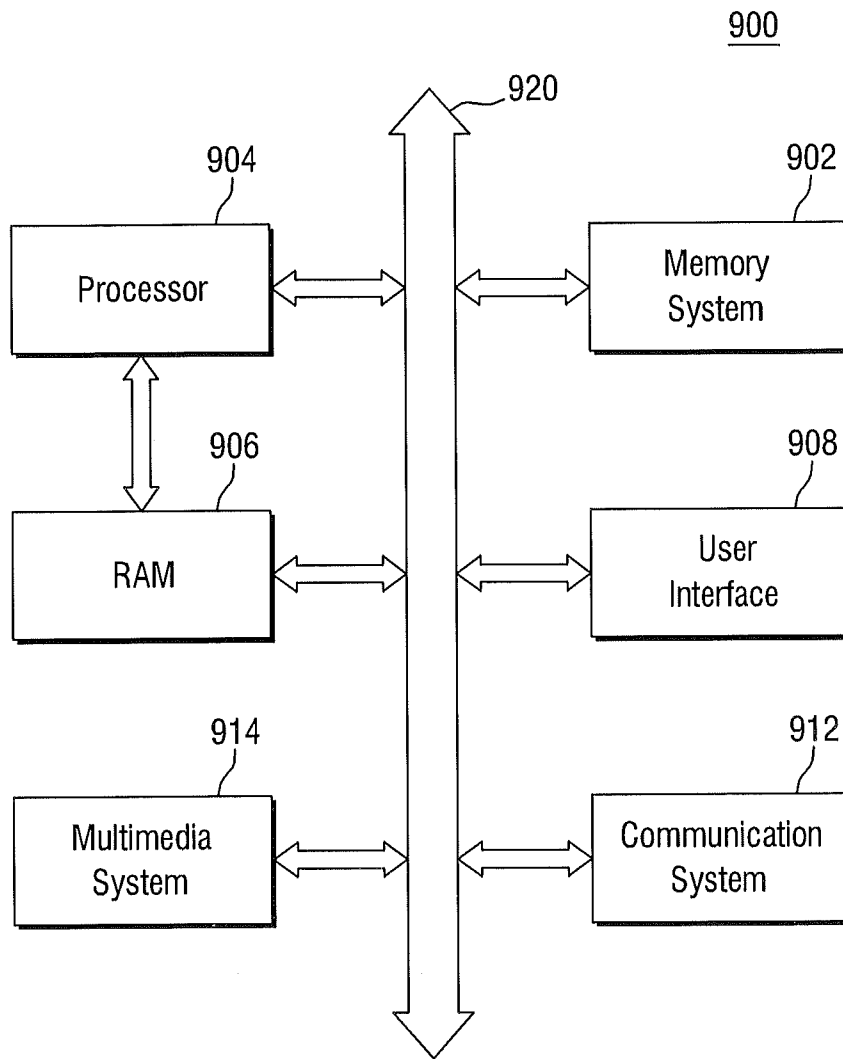 900
920
904
Processor
902
Memory
System
906
RAM
908
User
Interface
914
Multimedia
System
912
Communication
System